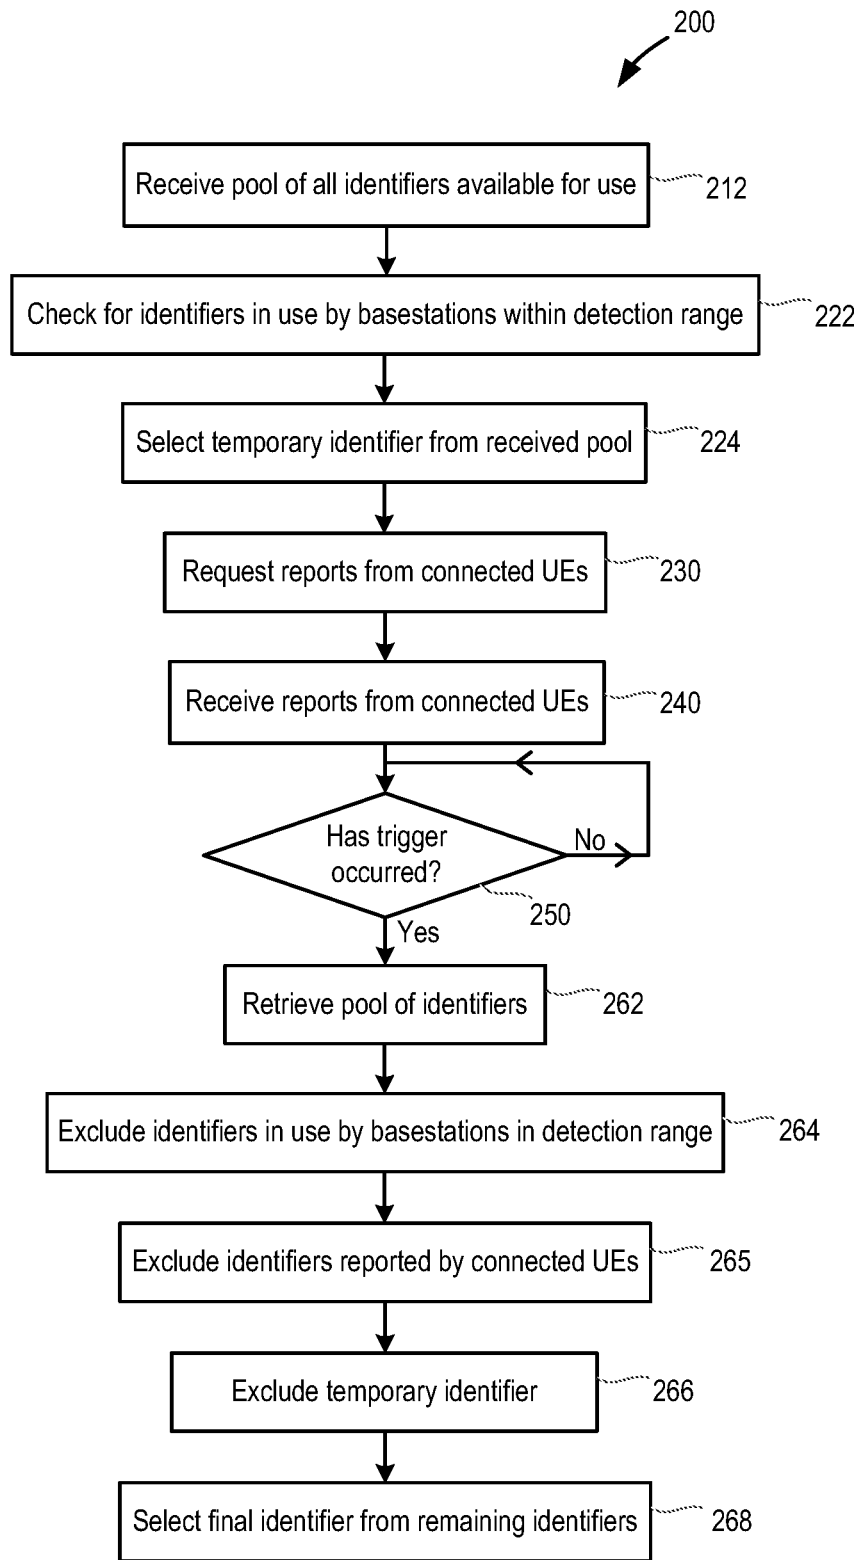 200
Receive pool of all identifiers available for use
212
Check for identifiers in use by basestations within detection range
222
Select temporary identifier from received pool
224
Request reports from connected UEs
230
Receive reports from connected UEs
240
Has trigger
occurred?
No
250
Yes
Retrieve pool of identifiers
262
Exclude identifiers in use by basestations in detection range
264
Exclude identifiers reported by connected UEs
265
Exclude temporary identifier
266
Select final identifier from remaining identifiers
268